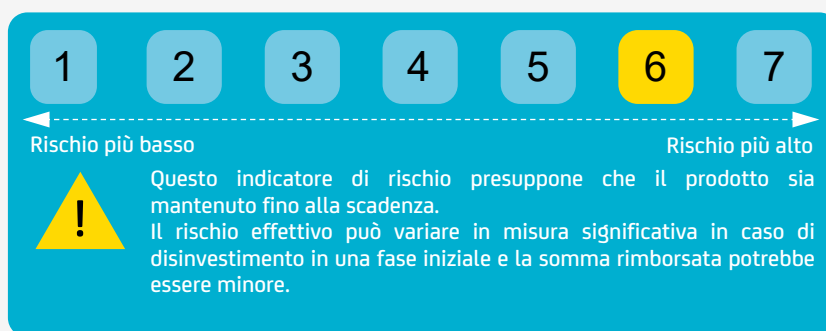 1 2 3 4 5 6 7
Rischio più basso Rischio più alto
!
Questo indicatore di rischio presuppone che il prodotto sia
mantenuto fino alla scadenza.
Il rischio effettivo può variare in misura significativa in caso di
disinvestimento in una fase iniziale e la somma rimborsata potrebbe
essere minore.